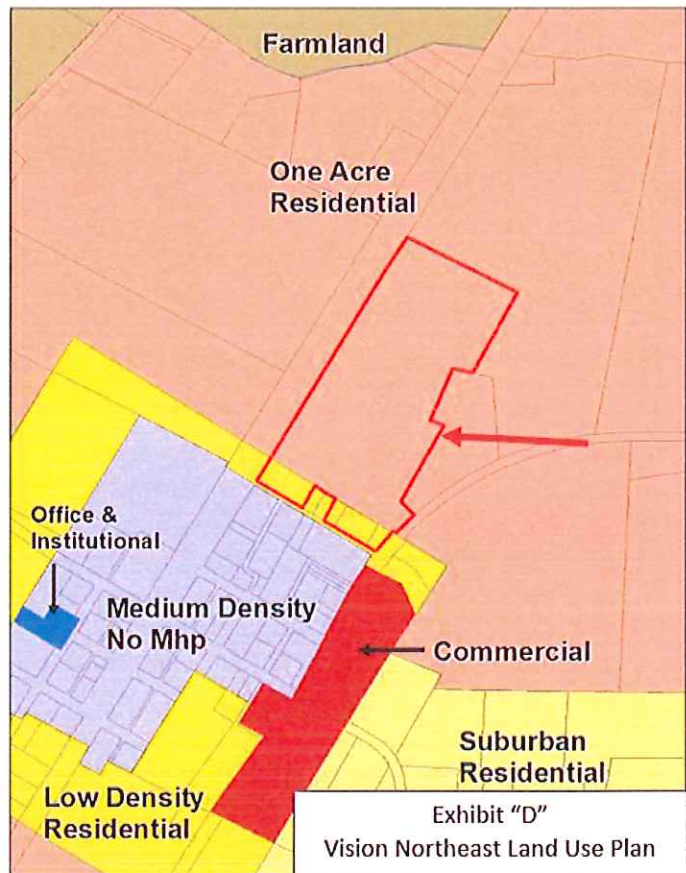 Farmland
One Acre
Residential
Office &
Institutional
Medium Density
No Mhp
Commercial
Suburban
Residential
Low Density
Residential
Exhibit "D"
Vision Northeast Land Use Plan